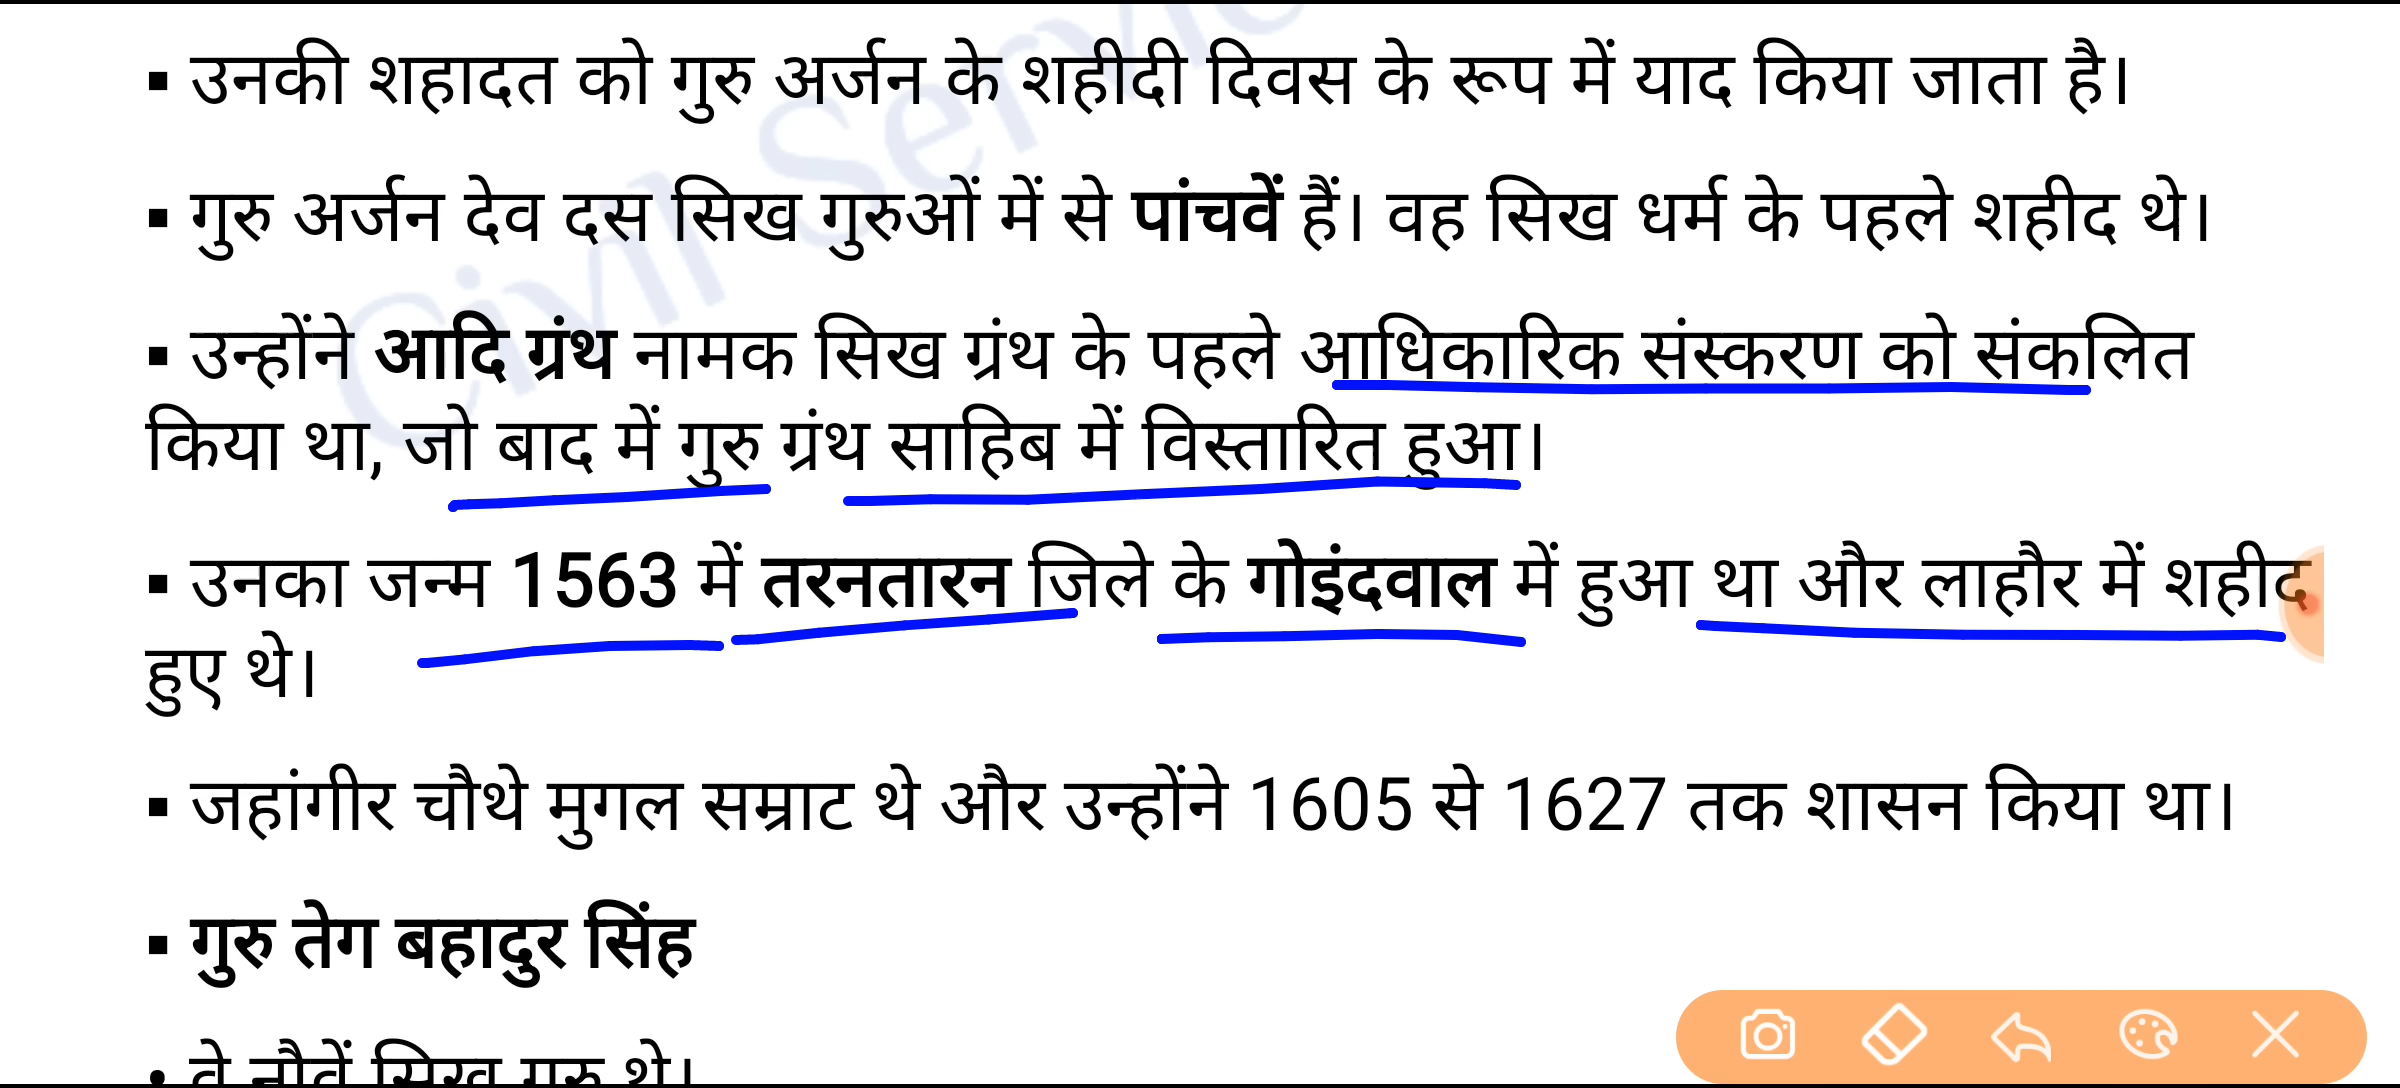 ▪ उनकी शहादत को गुरु अर्जन के शहीदी दिवस के रूप में याद किया जाता है।
▪ गुरु अर्जन देव दस सिख गुरुओं में से पांचवें हैं। वह सिख धर्म के पहले शहीद थे।
▪ उन्होंने आदि ग्रंथ नामक सिख ग्रंथ के पहले आधिकारिक संस्करण को संकलित
किया था, जो बाद में गुरु ग्रंथ साहिब में विस्तारित हुआ।
▪ उनका जन्म 1563 में तरनतारन जिले के गोइंदवाल में हुआ था और लाहौर में शहीद
हुए थे।
▪ जहांगीर चौथे मुगल सम्राट थे और उन्होंने 1605 से 1627 तक शासन किया था।
▪ गुरु तेग बहादुर सिंह
• वे नौवें सिख गुरु थे।
Civil Servic